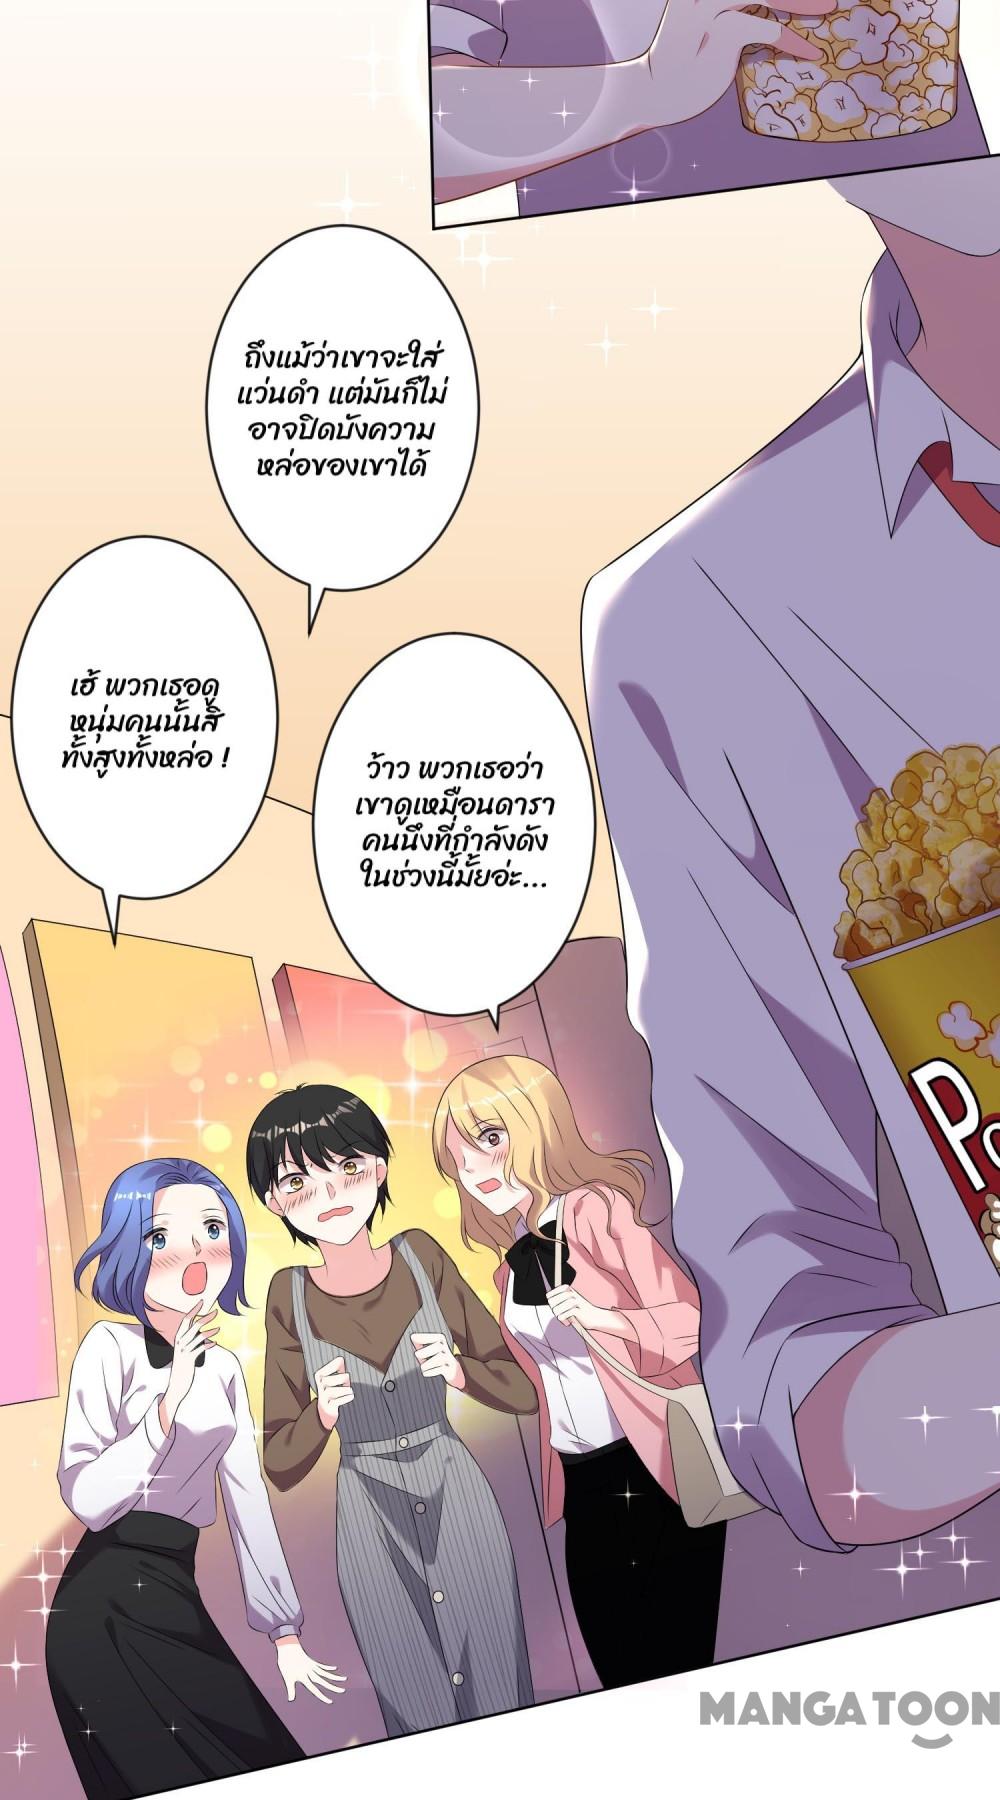 ถึงแม้ว่าเขาจะใส่
แว่นดำ แต่มันก็ไม่
อาจปิดบังความ
หล่อของเขาได้
เฮ้ พวกเธอดู
หนุ่มคนนั้นสิ
ทั้งสูงทั้งหล่อ !
ว้าว พวกเธอว่า
เขาดูเหมือนดารา
คนนึงที่กำลังดัง
ในช่วงนี้มั้ยอ่ะ...
MANGATOON